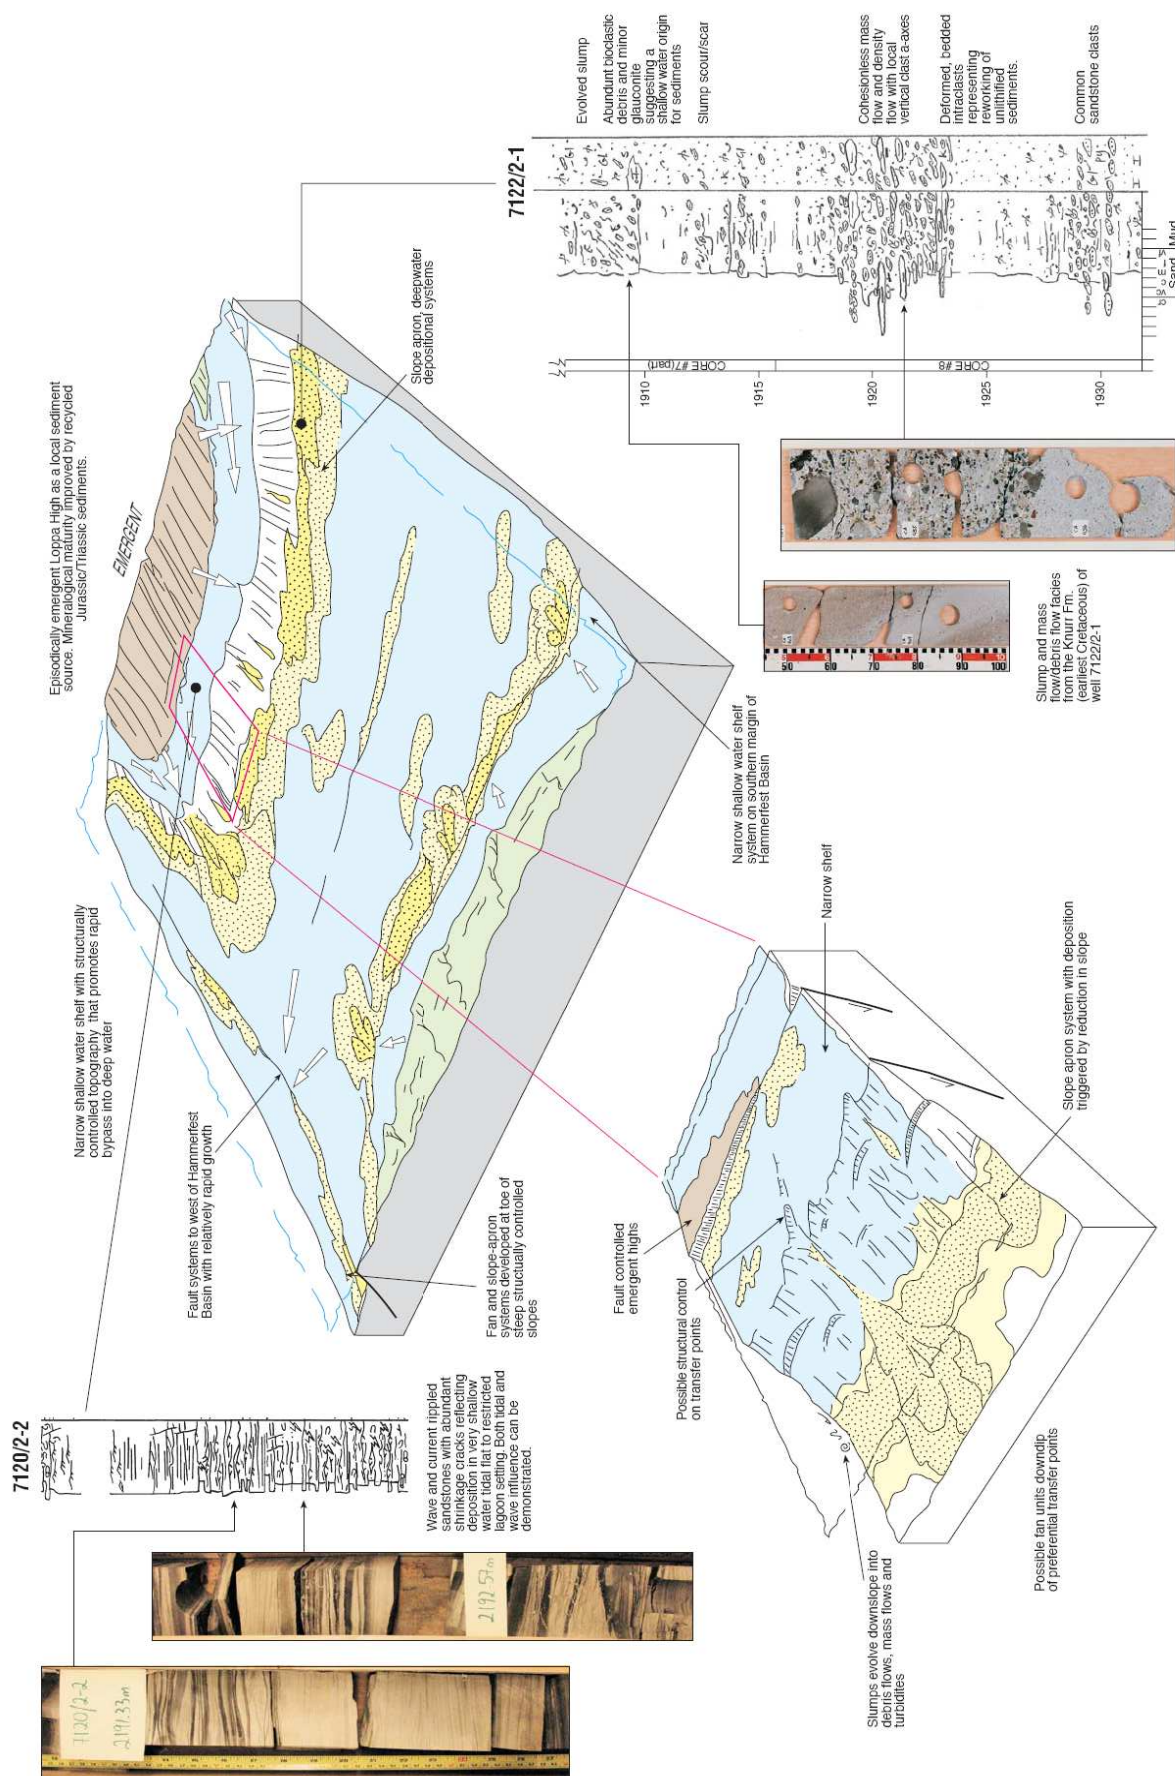 7120/2-2
7120/2-2
2191.33m
2192.57m
Wave and current rippled
sandstones with abundant
shrinkage cracks reflecting
deposition in very shallow
water tidal flat to restricted
lagoon setting. Both tidal and
wave influence can be
demonstrated.
Narrow shallow water shelf with structurally
controlled topography that promotes rapid
bypass into deep water
Fault systems to west of Hammerfest
Basin with relatively rapid growth
Fan and slope-apron
systems developed at toe of
steep structurally controlled
slopes
Episodically emergent Loppa High as a local sediment
source. Mineralogical maturity improved by recycled
Jurassic/Triassic sediments.
EMERGENT
Slope apron, deepwater
depositional systems
Narrow shallow water shelf
system on southern margin of
Hammerfest Basin
Fault controlled
emergent highs
Possible structural control
on transfer points
Narrow shelf
Slope apron system with deposition
triggered by reduction in slope
Slumps evolve downslope into
debris flows, mass flows and
turbidites
Possible fan units downdip
of preferential transfer points
7122/2-1
Evolved slump
Abundunt bioclastic
debris and minor
glauconite
suggesting a
shallow water origin
for sediments
Slump scour/scar
Cohesionless mass
flow and density
flow with local
vertical clast a-axes
Deformed, bedded
intraclasts
representing
reworking of
unlithified
sediments.
Common
sandstone clasts
CORE #7(part)
CORE #8
1910
1915
1920
1925
1930
Sand
Mud
50
60
70
80
90
100
Slump and mass
flow/debris flow facies
from the Knurr Fm.
(earliest Cretaceous) of
well 7122/2-1